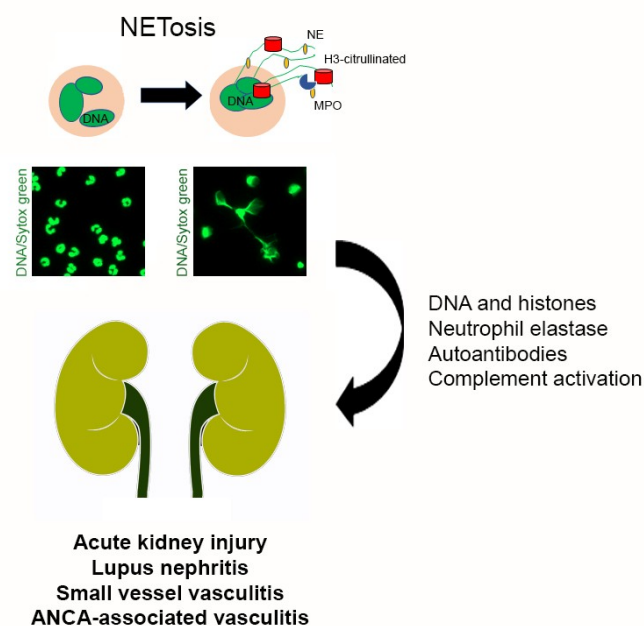 NETosis
NE
H3-citrullinated
DNA
DNA
MPO
DNA/Sytox green
DNA/Sytox green
DNA and histones
Neutrophil elastase
Autoantibodies
Complement activation
Acute kidney injury
Lupus nephritis
Small vessel vasculitis
ANCA-associated vasculitis